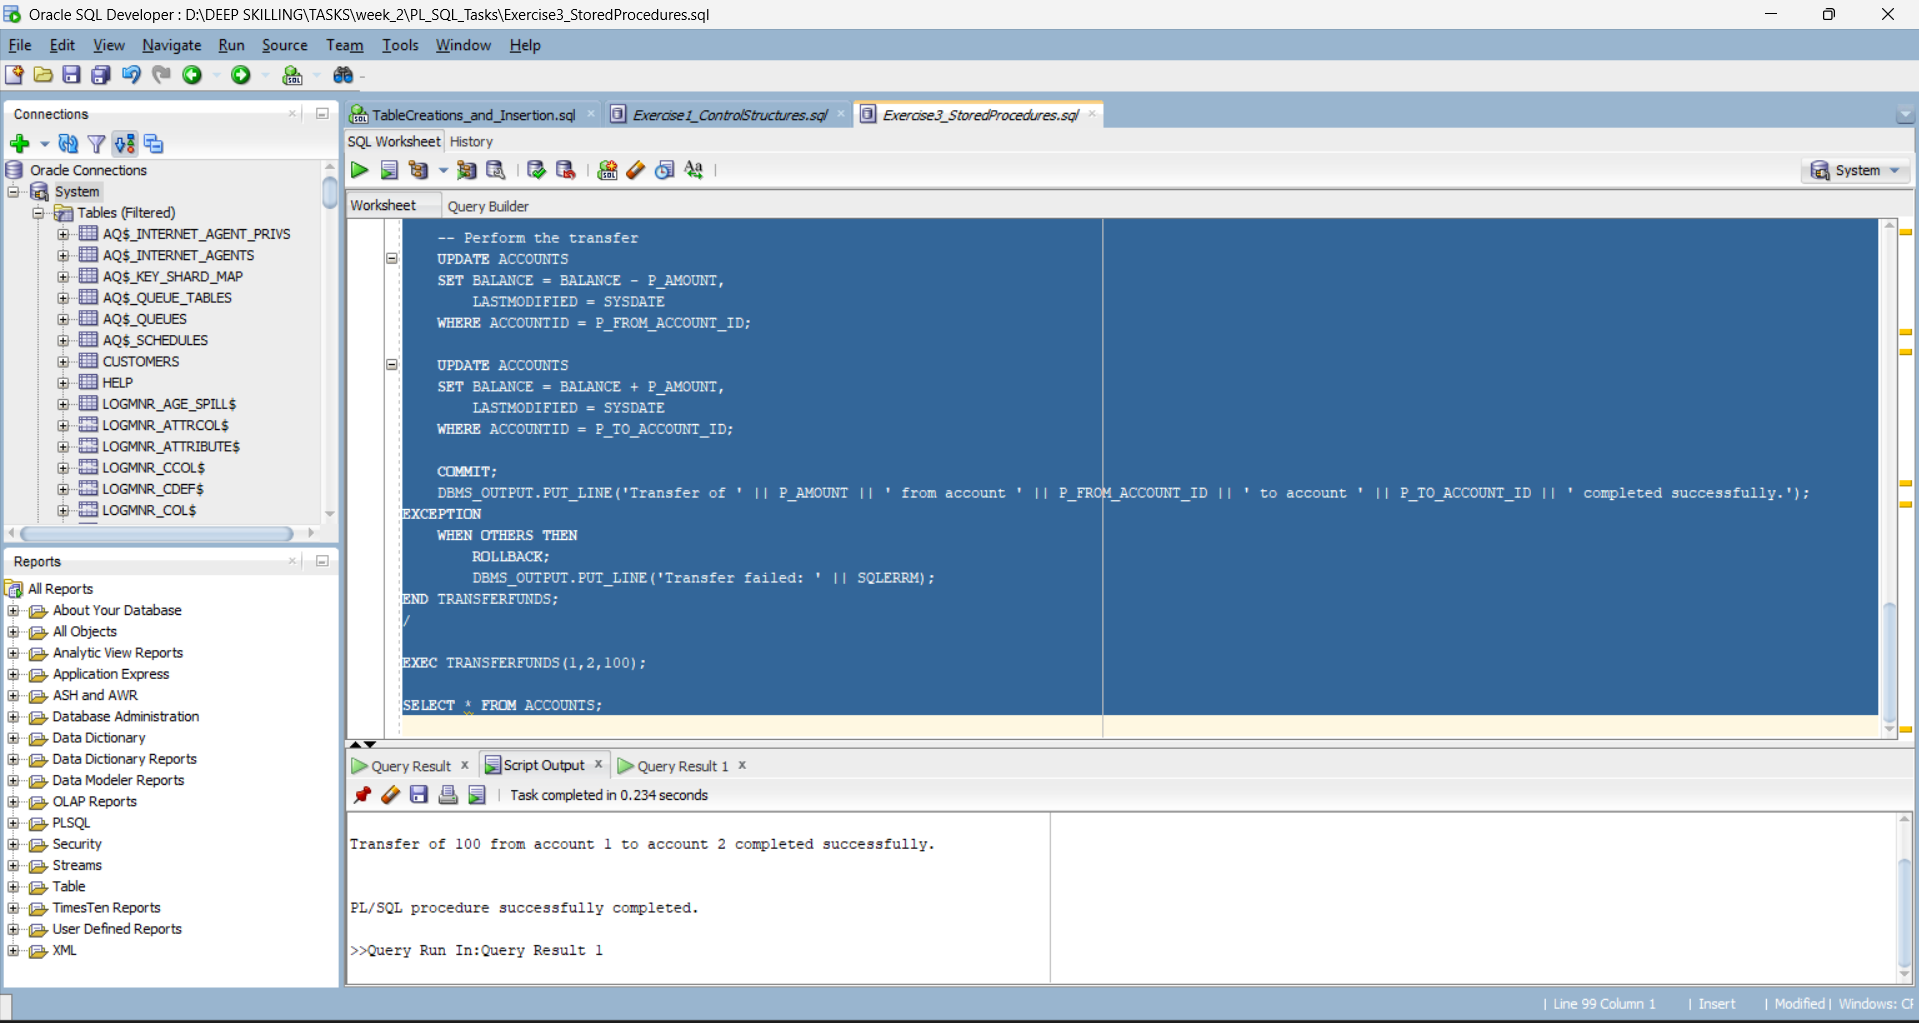 Oracle SQL Developer : D:\DEEP SKILLING\TASKS\week_2\PL_SQL_Tasks\Exercise3_StoredProcedures.sql
File Edit View Navigate Run Source Team Tools Window Help
Connections
Oracle Connections
System
Tables (Filtered)
AQ$_INTERNET_AGENT_PRIVS
AQ$_INTERNET_AGENTS
AQ$_KEY_SHARD_MAP
AQ$_QUEUE_TABLES
AQ$_QUEUES
AQ$_SCHEDULES
CUSTOMERS
HELP
LOGMNR_AGE_SPILL$
LOGMNR_ATTRCOL$
LOGMNR_ATTRIBUTE$
LOGMNR_CCOL$
LOGMNR_CDEF$
LOGMNR_COL$
Reports
All Reports
About Your Database
All Objects
Analytic View Reports
Application Express
ASH and AWR
Database Administration
Data Dictionary
Data Dictionary Reports
Data Modeler Reports
OLAP Reports
PLSQL
Security
Streams
Table
TimesTen Reports
User Defined Reports
XML
TableCreations_and_Insertion.sql Exercise1_ControlStructures.sql Exercise3_StoredProcedures.sql
SQL Worksheet History
System
Worksheet Query Builder
-- Perform the transfer
UPDATE ACCOUNTS
SET BALANCE = BALANCE - P_AMOUNT,
LASTMODIFIED = SYSDATE
WHERE ACCOUNTID = P_FROM_ACCOUNT_ID;
UPDATE ACCOUNTS
SET BALANCE = BALANCE + P_AMOUNT,
LASTMODIFIED = SYSDATE
WHERE ACCOUNTID = P_TO_ACCOUNT_ID;
COMMIT;
DBMS_OUTPUT.PUT_LINE('Transfer of ' || P_AMOUNT || ' from account ' || P_FROM_ACCOUNT_ID || ' to account ' || P_TO_ACCOUNT_ID || ' completed successfully.');
EXCEPTION
WHEN OTHERS THEN
ROLLBACK;
DBMS_OUTPUT.PUT_LINE('Transfer failed: ' || SQLERRM);
END TRANSFERFUNDS;
/
EXEC TRANSFERFUNDS(1,2,100);
SELECT * FROM ACCOUNTS;
Query Result Script Output Query Result 1
Task completed in 0.234 seconds
Transfer of 100 from account 1 to account 2 completed successfully.
PL/SQL procedure successfully completed.
>>Query Run In:Query Result 1
Line 99 Column 1 | Insert | Modified | Windows: CF